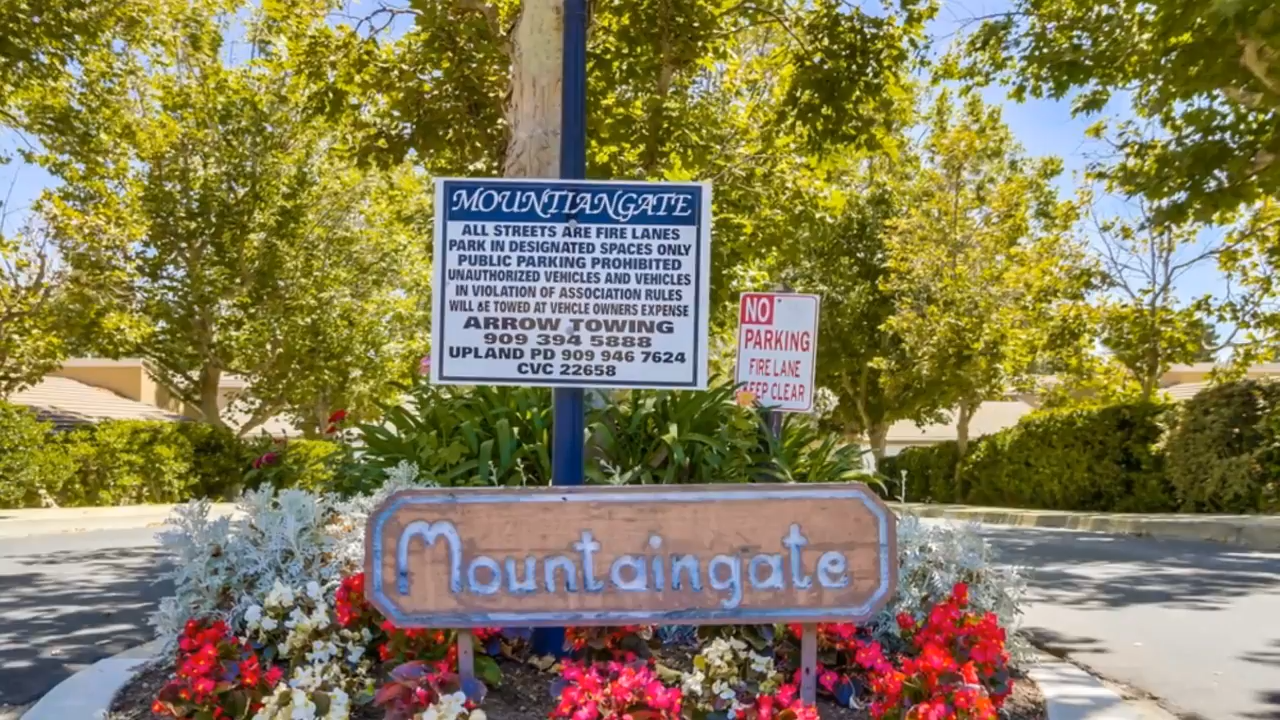 MOUNTIANGATE
ALL STREETS ARE FIRE LANES
PARK IN DESIGNATED SPACES ONLY
PUBLIC PARKING PROHIBITED
UNAUTHORIZED VEHICLES AND VEHICLES
IN VIOLATION OF ASSOCIATION RULES
WILL BE TOWED AT VEHCLE OWNERS EXPENSE
ARROW TOWING
909 394 5888
UPLAND PD 909 946 7624
CVC 22658
NO
PARKING
FIRE LANE
KEEP CLEAR
Mountaingate